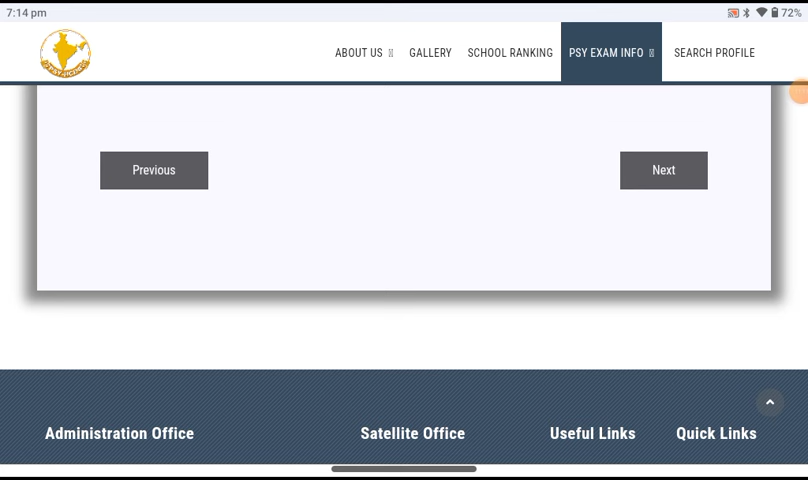 7:14 pm
72%
ABOUT US
GALLERY
SCHOOL RANKING
PSY EXAM INFO
SEARCH PROFILE
Previous
Next
Administration Office
Satellite Office
Useful Links
Quick Links